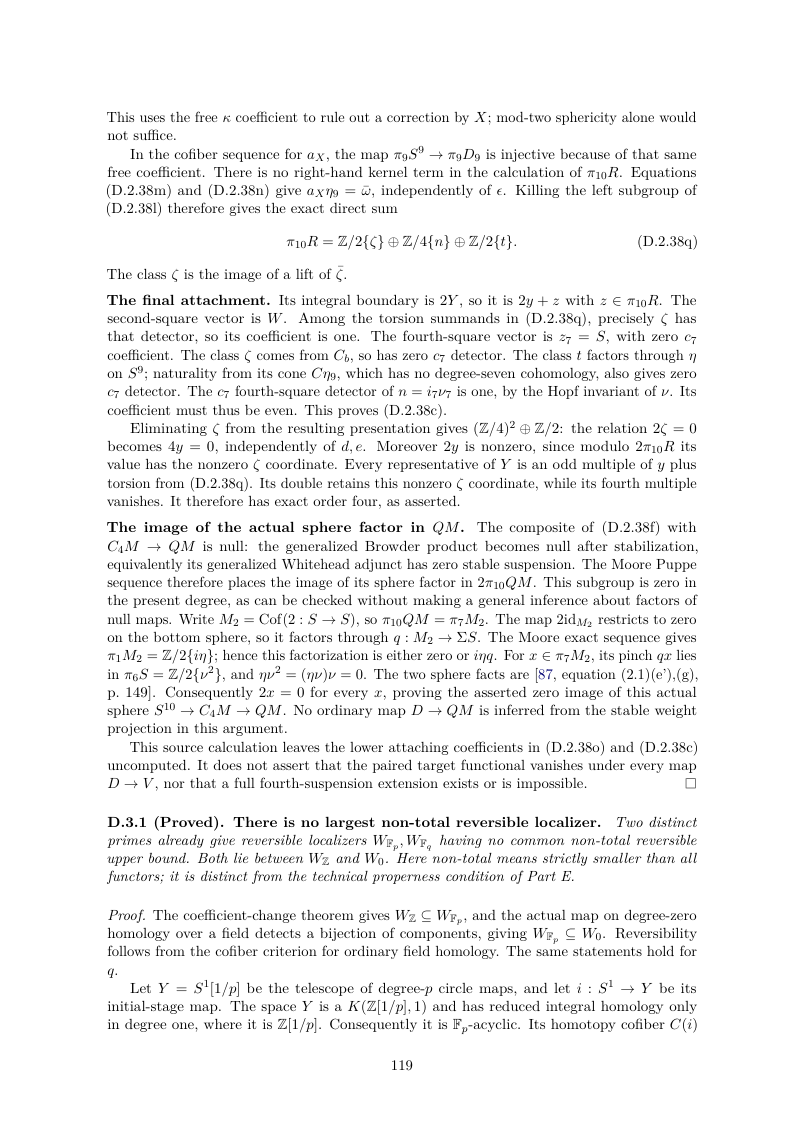 This uses the free κ coefficient to rule out a correction by X; mod-two sphericity alone would
not suffice.
In the cofiber sequence for a_X, the map π₉S⁹ → π₉D₉ is injective because of that same
free coefficient. There is no right-hand kernel term in the calculation of π₁₀R. Equations
(D.2.38m) and (D.2.38n) give a_Xη₉ = ω̄, independently of ϵ. Killing the left subgroup of
(D.2.38l) therefore gives the exact direct sum
π₁₀R = ℤ/2{ζ} ⊕ ℤ/4{n} ⊕ ℤ/2{t}. (D.2.38q)
The class ζ is the image of a lift of ζ̄.
The final attachment. Its integral boundary is 2Y, so it is 2y + z with z ∈ π₁₀R. The
second-square vector is W. Among the torsion summands in (D.2.38q), precisely ζ has
that detector, so its coefficient is one. The fourth-square vector is z₇ = S, with zero c₇
coefficient. The class ζ comes from C_b, so has zero c₇ detector. The class t factors through η
on S⁹; naturality from its cone Cη₉, which has no degree-seven cohomology, also gives zero
c₇ detector. The c₇ fourth-square detector of n = i₇ν₇ is one, by the Hopf invariant of ν. Its
coefficient must thus be even. This proves (D.2.38c).
Eliminating ζ from the resulting presentation gives (ℤ/4)² ⊕ ℤ/2: the relation 2ζ = 0
becomes 4y = 0, independently of d, e. Moreover 2y is nonzero, since modulo 2π₁₀R its
value has the nonzero ζ coordinate. Every representative of Y is an odd multiple of y plus
torsion from (D.2.38q). Its double retains this nonzero ζ coordinate, while its fourth multiple
vanishes. It therefore has exact order four, as asserted.
The image of the actual sphere factor in QM. The composite of (D.2.38f) with
C₄M → QM is null: the generalized Browder product becomes null after stabilization,
equivalently its generalized Whitehead adjunct has zero stable suspension. The Moore Puppe
sequence therefore places the image of its sphere factor in 2π₁₀QM. This subgroup is zero in
the present degree, as can be checked without making a general inference about factors of
null maps. Write M₂ = Cof(2 : S → S), so π₁₀QM = π₇M₂. The map 2id_{M₂} restricts to zero
on the bottom sphere, so it factors through q : M₂ → ΣS. The Moore exact sequence gives
π₁M₂ = ℤ/2{iη}; hence this factorization is either zero or iηq. For x ∈ π₇M₂, its pinch qx lies
in π₆S = ℤ/2{ν²}, and ην² = (ην)ν = 0. The two sphere facts are [87, equation (2.1)(e'),(g),
p. 149]. Consequently 2x = 0 for every x, proving the asserted zero image of this actual
sphere S¹⁰ → C₄M → QM. No ordinary map D → QM is inferred from the stable weight
projection in this argument.
This source calculation leaves the lower attaching coefficients in (D.2.38o) and (D.2.38c)
uncomputed. It does not assert that the paired target functional vanishes under every map
D → V, nor that a full fourth-suspension extension exists or is impossible. □
D.3.1 (Proved). There is no largest non-total reversible localizer. Two distinct
primes already give reversible localizers W_{𝔽_p}, W_{𝔽_q} having no common non-total reversible
upper bound. Both lie between W_ℤ and W₀. Here non-total means strictly smaller than all
functors; it is distinct from the technical properness condition of Part E.
Proof. The coefficient-change theorem gives W_ℤ ⊆ W_{𝔽_p}, and the actual map on degree-zero
homology over a field detects a bijection of components, giving W_{𝔽_p} ⊆ W₀. Reversibility
follows from the cofiber criterion for ordinary field homology. The same statements hold for
q.
Let Y = S¹[1/p] be the telescope of degree-p circle maps, and let i : S¹ → Y be its
initial-stage map. The space Y is a K(ℤ[1/p], 1) and has reduced integral homology only
in degree one, where it is ℤ[1/p]. Consequently it is 𝔽_p-acyclic. Its homotopy cofiber C(i)
119